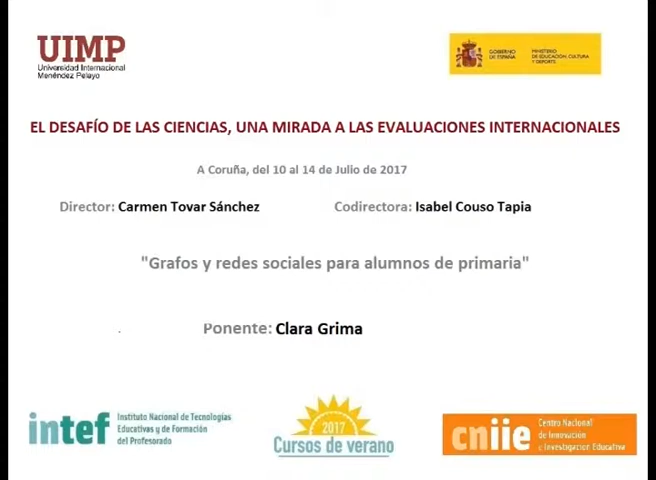 UIMP
Universidad Internacional
Menéndez Pelayo
GOBIERNO
DE ESPAÑA
MINISTERIO
DE EDUCACIÓN, CULTURA
Y DEPORTE
EL DESAFÍO DE LAS CIENCIAS, UNA MIRADA A LAS EVALUACIONES INTERNACIONALES
A Coruña, del 10 al 14 de Julio de 2017
Director: Carmen Tovar Sánchez
Codirectora: Isabel Couso Tapia
"Grafos y redes sociales para alumnos de primaria"
Ponente: Clara Grima
intef
Instituto Nacional de Tecnologías
Educativas y de Formación
del Profesorado
2017
Cursos de verano
cniie
Centro Nacional
de Innovación
e Investigación Educativa